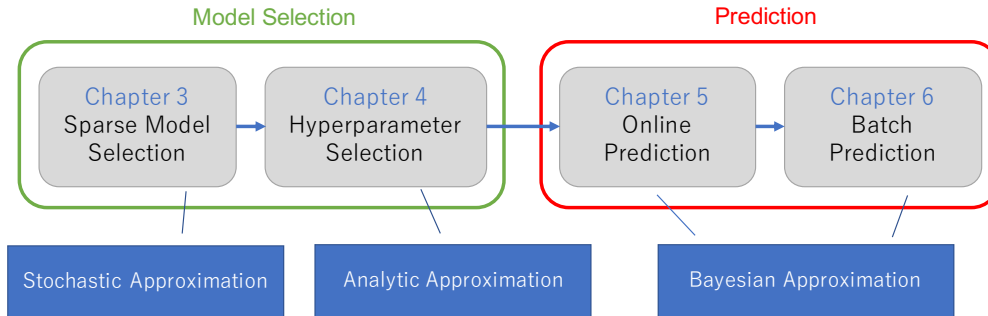 Model Selection
Prediction
Chapter 3
Sparse Model
Selection
Chapter 4
Hyperparameter
Selection
Chapter 5
Online
Prediction
Chapter 6
Batch
Prediction
Stochastic Approximation
Analytic Approximation
Bayesian Approximation